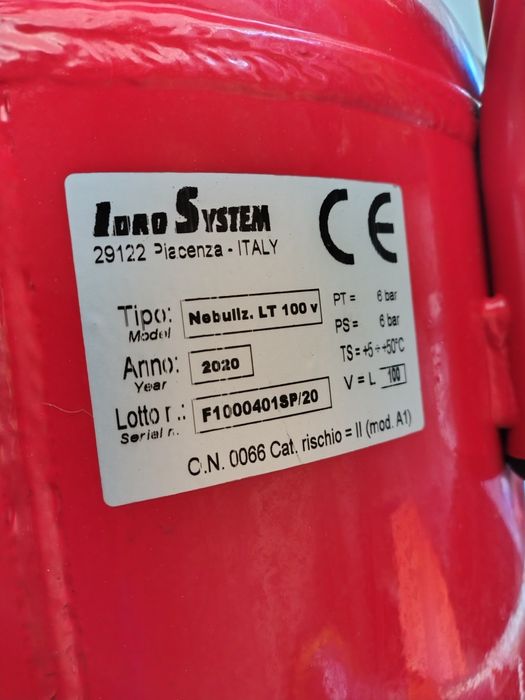 IDRO SYSTEM
29122 Piacenza - ITALY
CE
Tipo: Nebuliz. LT 100 v
Model
Anno: 2020
Year
Lotto n.: F1000401SP/20
Serial n.:
PT = 6 bar
PS = 6 bar
TS = +5 ÷ +50°C
V = L 100
O.N. 0066 Cat. rischio = II (mod. A1)